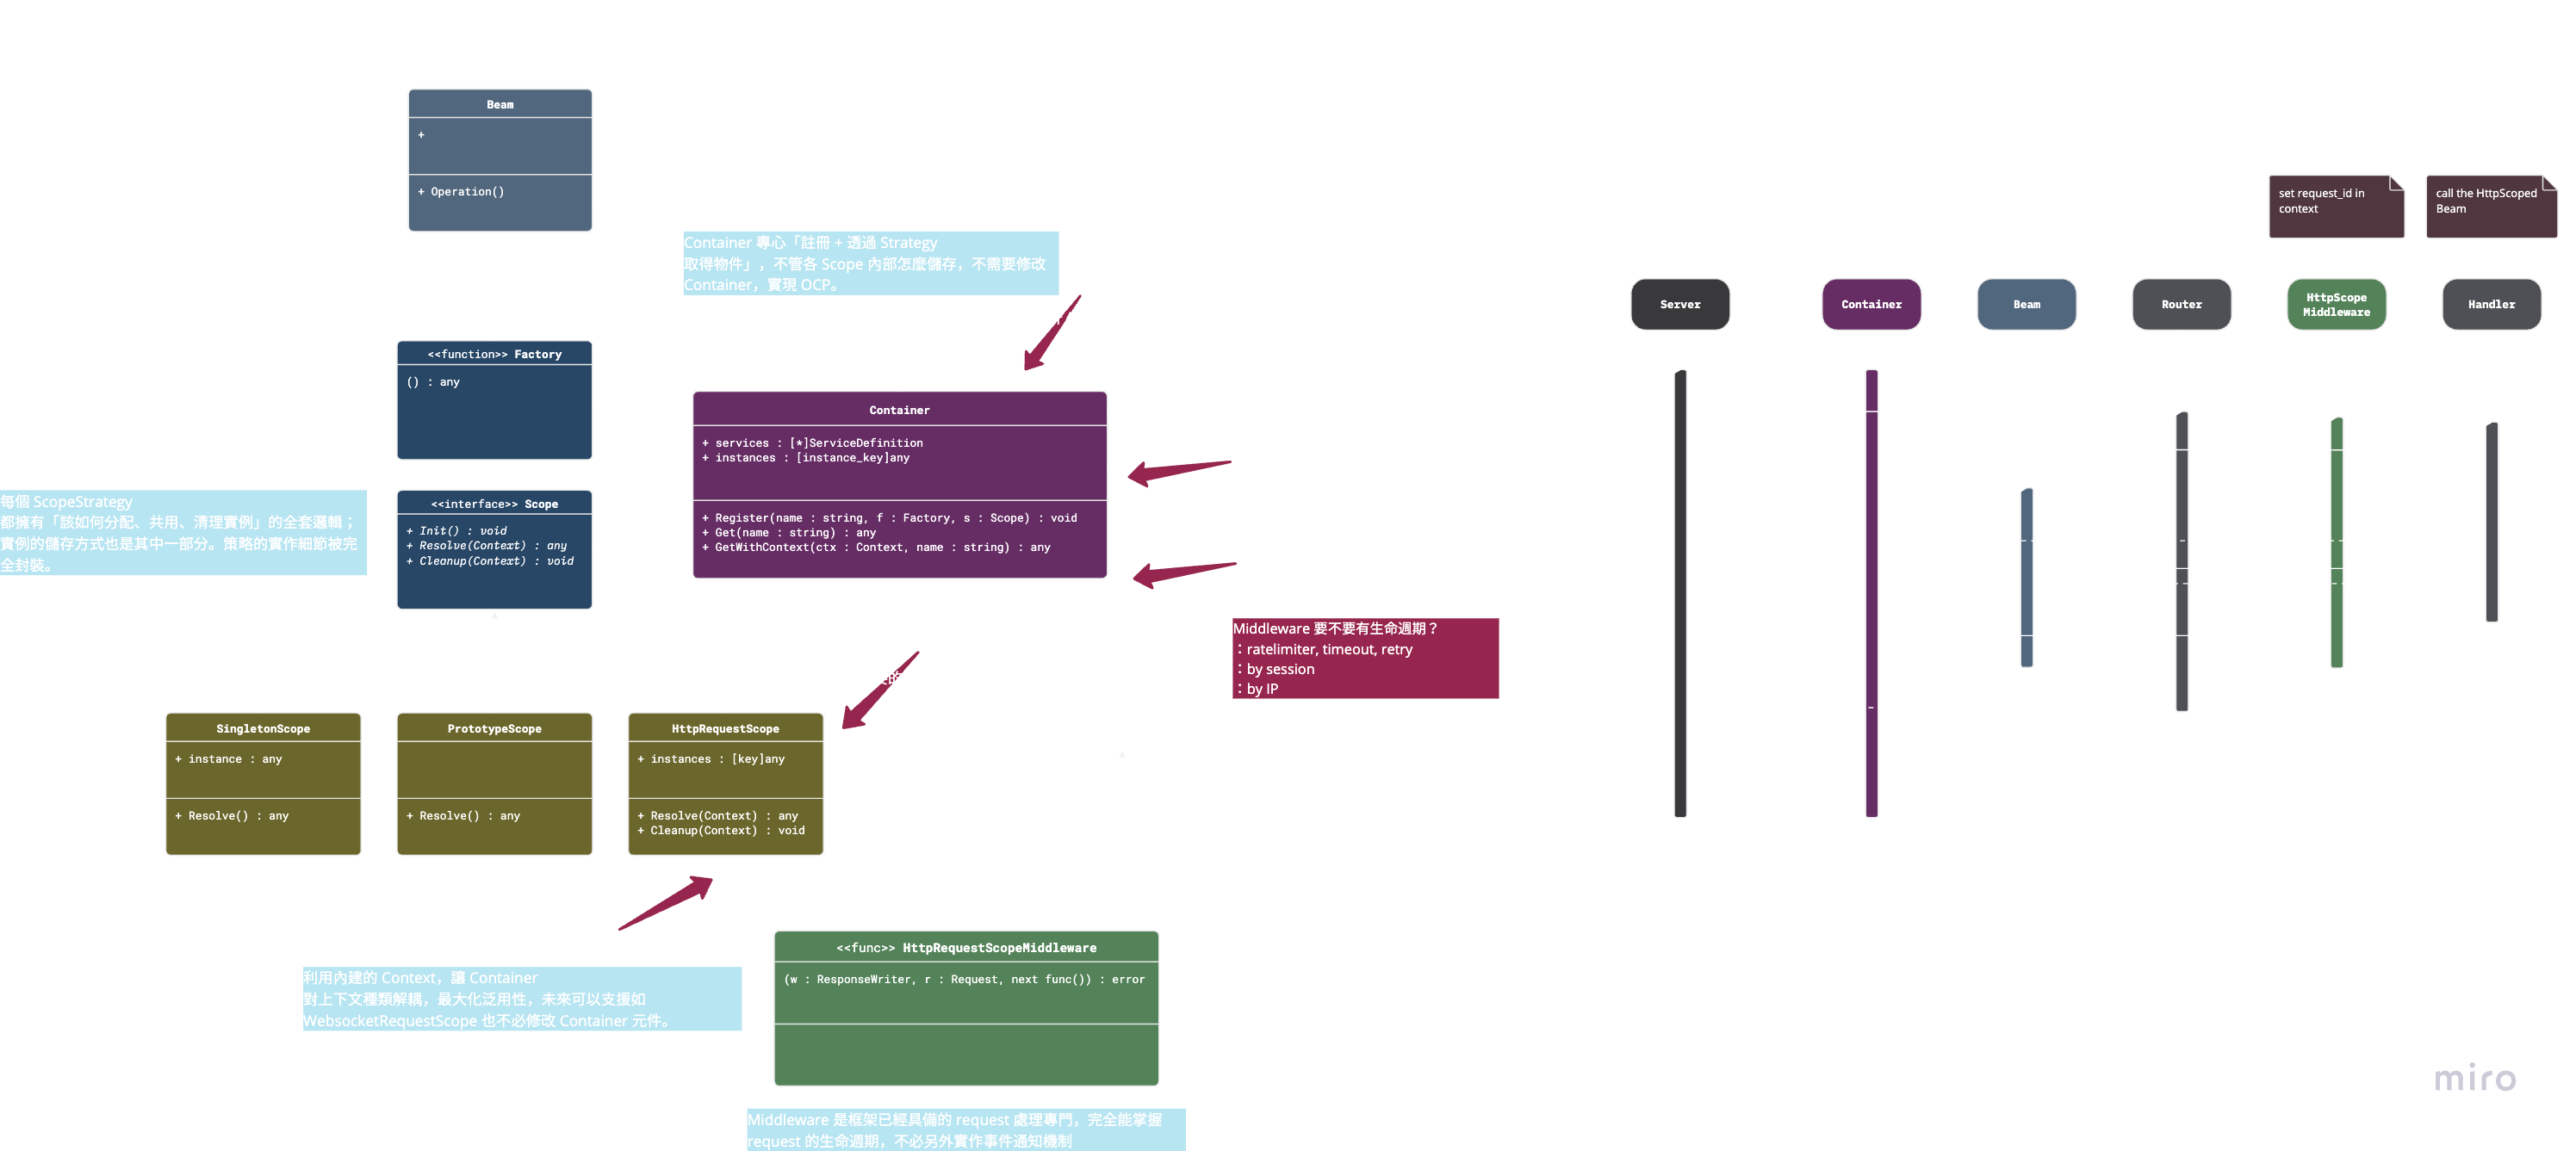 Beam
+
+ Operation()
Container 專心「註冊 + 透過 Strategy
取得物件」，不管各 Scope 內部怎麼儲存，不需要修改
Container，實現 OCP。
<<function>> Factory
() : any
Container
+ services : [*]ServiceDefinition
+ instances : [instance_key]any
+ Register(name : string, f : Factory, s : Scope) : void
+ Get(name : string) : any
+ GetWithContext(ctx : Context, name : string) : any
每個 ScopeStrategy
都擁有「該如何分配、共用、清理實例」的全套邏輯；
實例的儲存方式也是其中一部分。策略的實作細節被完
全封裝。
<<interface>> Scope
+ Init() : void
+ Resolve(Context) : any
+ Cleanup(Context) : void
Middleware 要不要有生命週期？
：ratelimiter, timeout, retry
：by session
：by IP
SingletonScope
+ instance : any
+ Resolve() : any
PrototypeScope
+ Resolve() : any
HttpRequestScope
+ instances : [key]any
+ Resolve(Context) : any
+ Cleanup(Context) : void
利用內建的 Context，讓 Container
對上下文種類解耦，最大化泛用性，未來可以支援如
WebsocketRequestScope 也不必修改 Container 元件。
<<func>> HttpRequestScopeMiddleware
(w : ResponseWriter, r : Request, next func()) : error
Middleware 是框架已經具備的 request 處理專門，完全能掌握
request 的生命週期，不必另外實作事件通知機制
set request_id in
context
call the HttpScoped
Beam
Server
Container
Beam
Router
HttpScope
Middleware
Handler
miro